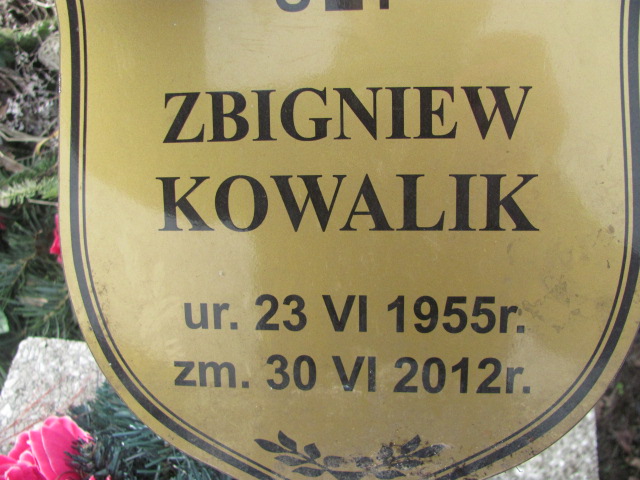 ZBIGNIEW
KOWALIK
ur. 23 VI 1955r.
zm. 30 VI 2012r.